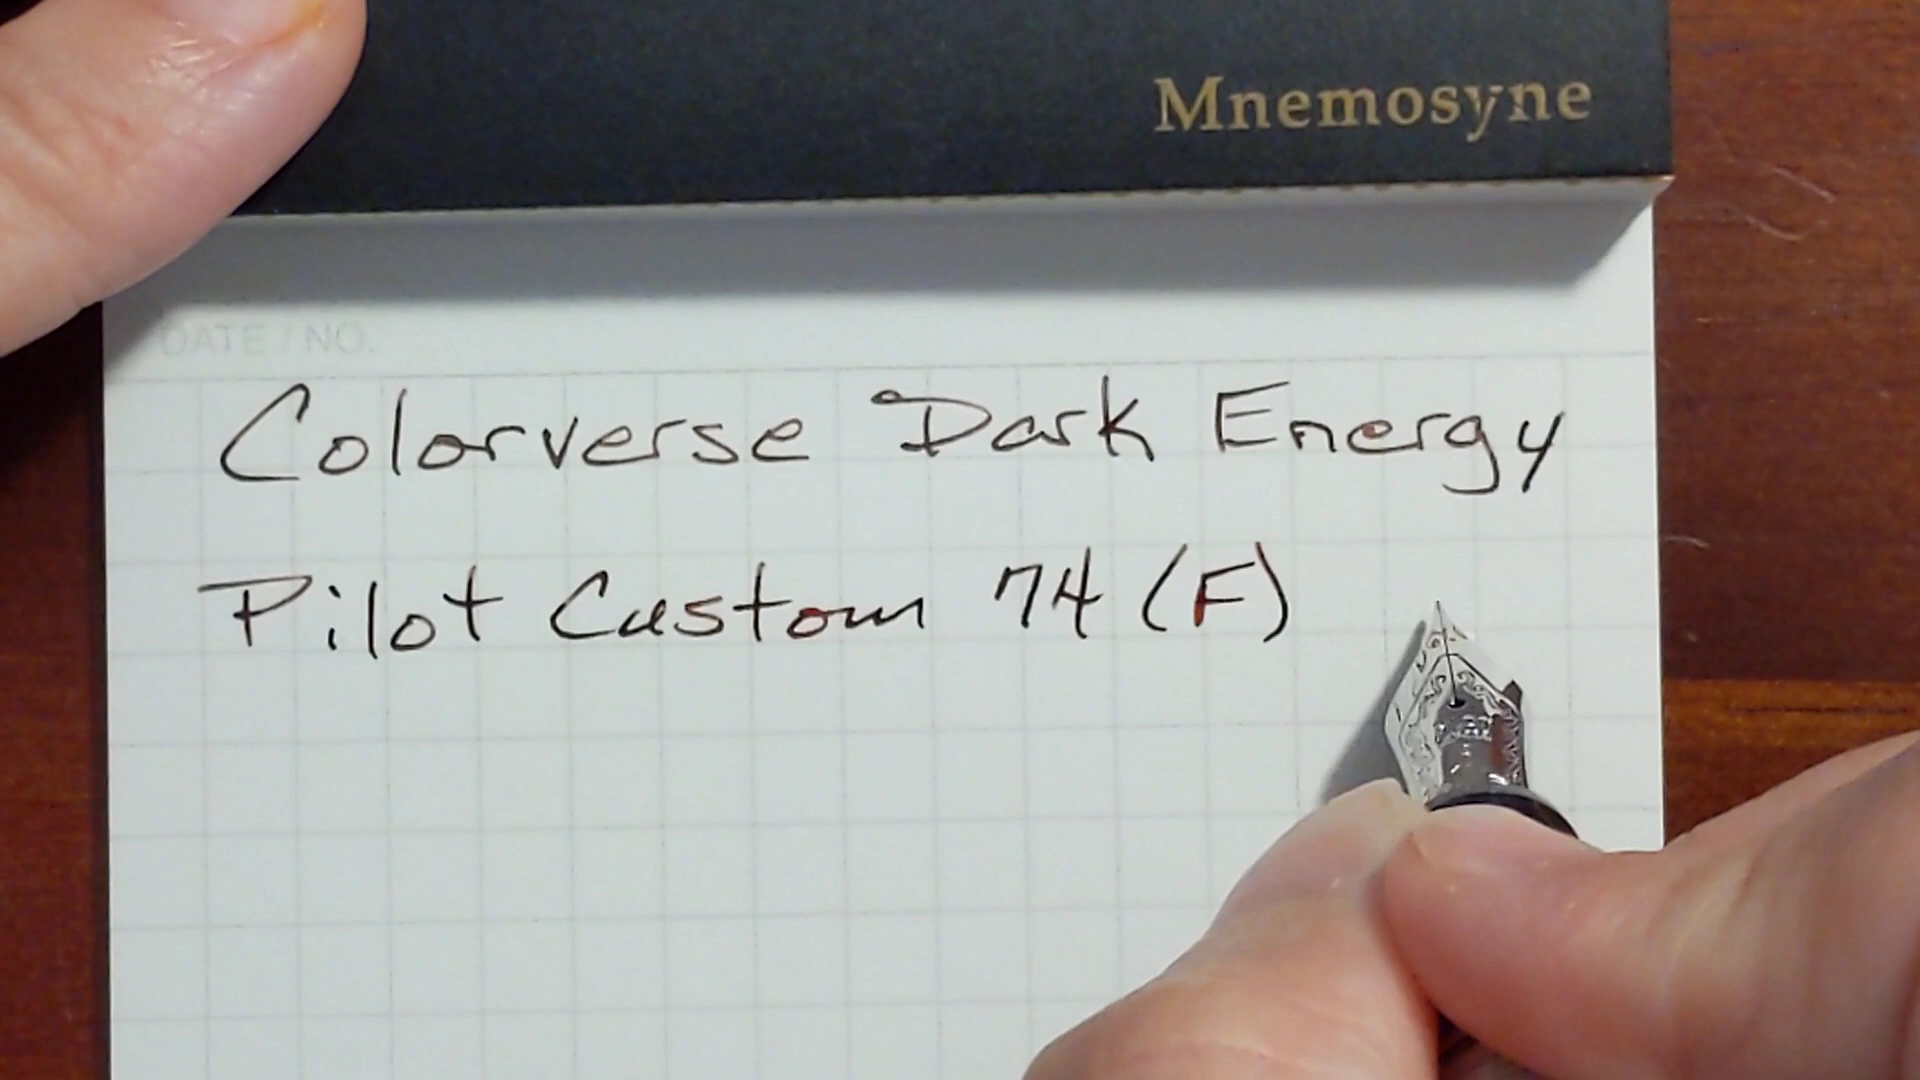 Mnemosyne
DATE / NO.
Colorverse Dark Energy
Pilot Custom 74 (F)